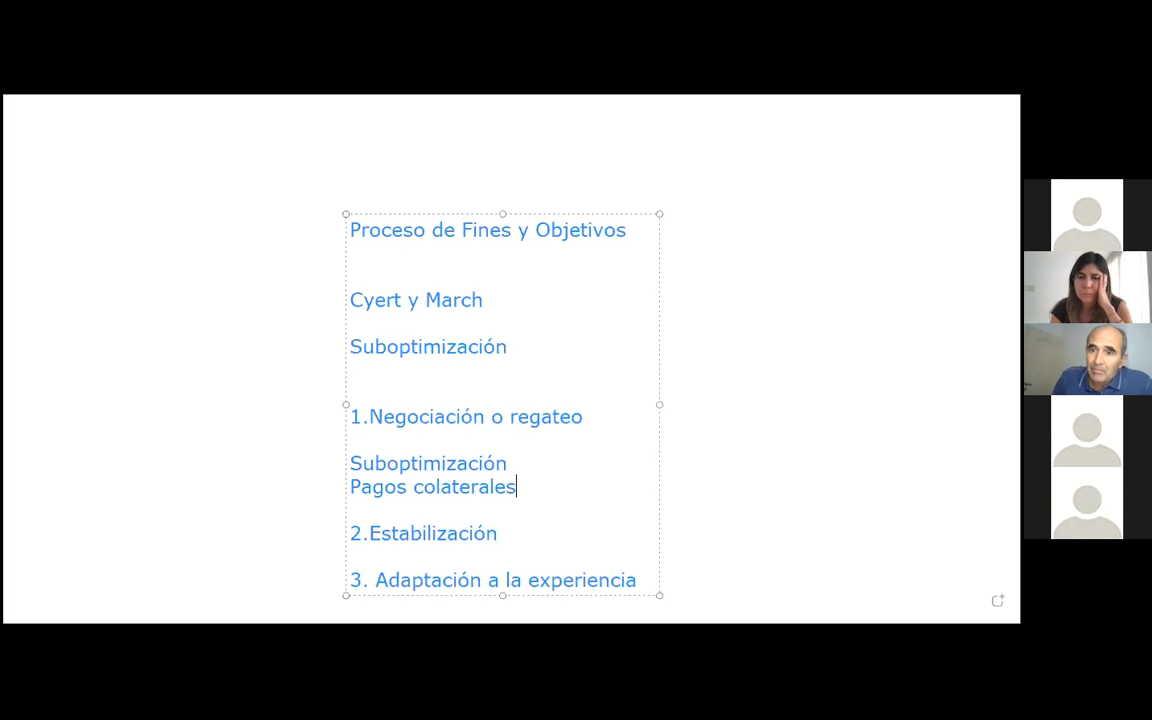 Proceso de Fines y Objetivos
Cyert y March
Suboptimización
1.Negociación o regateo
Suboptimización
Pagos colaterales
2.Estabilización
3. Adaptación a la experiencia